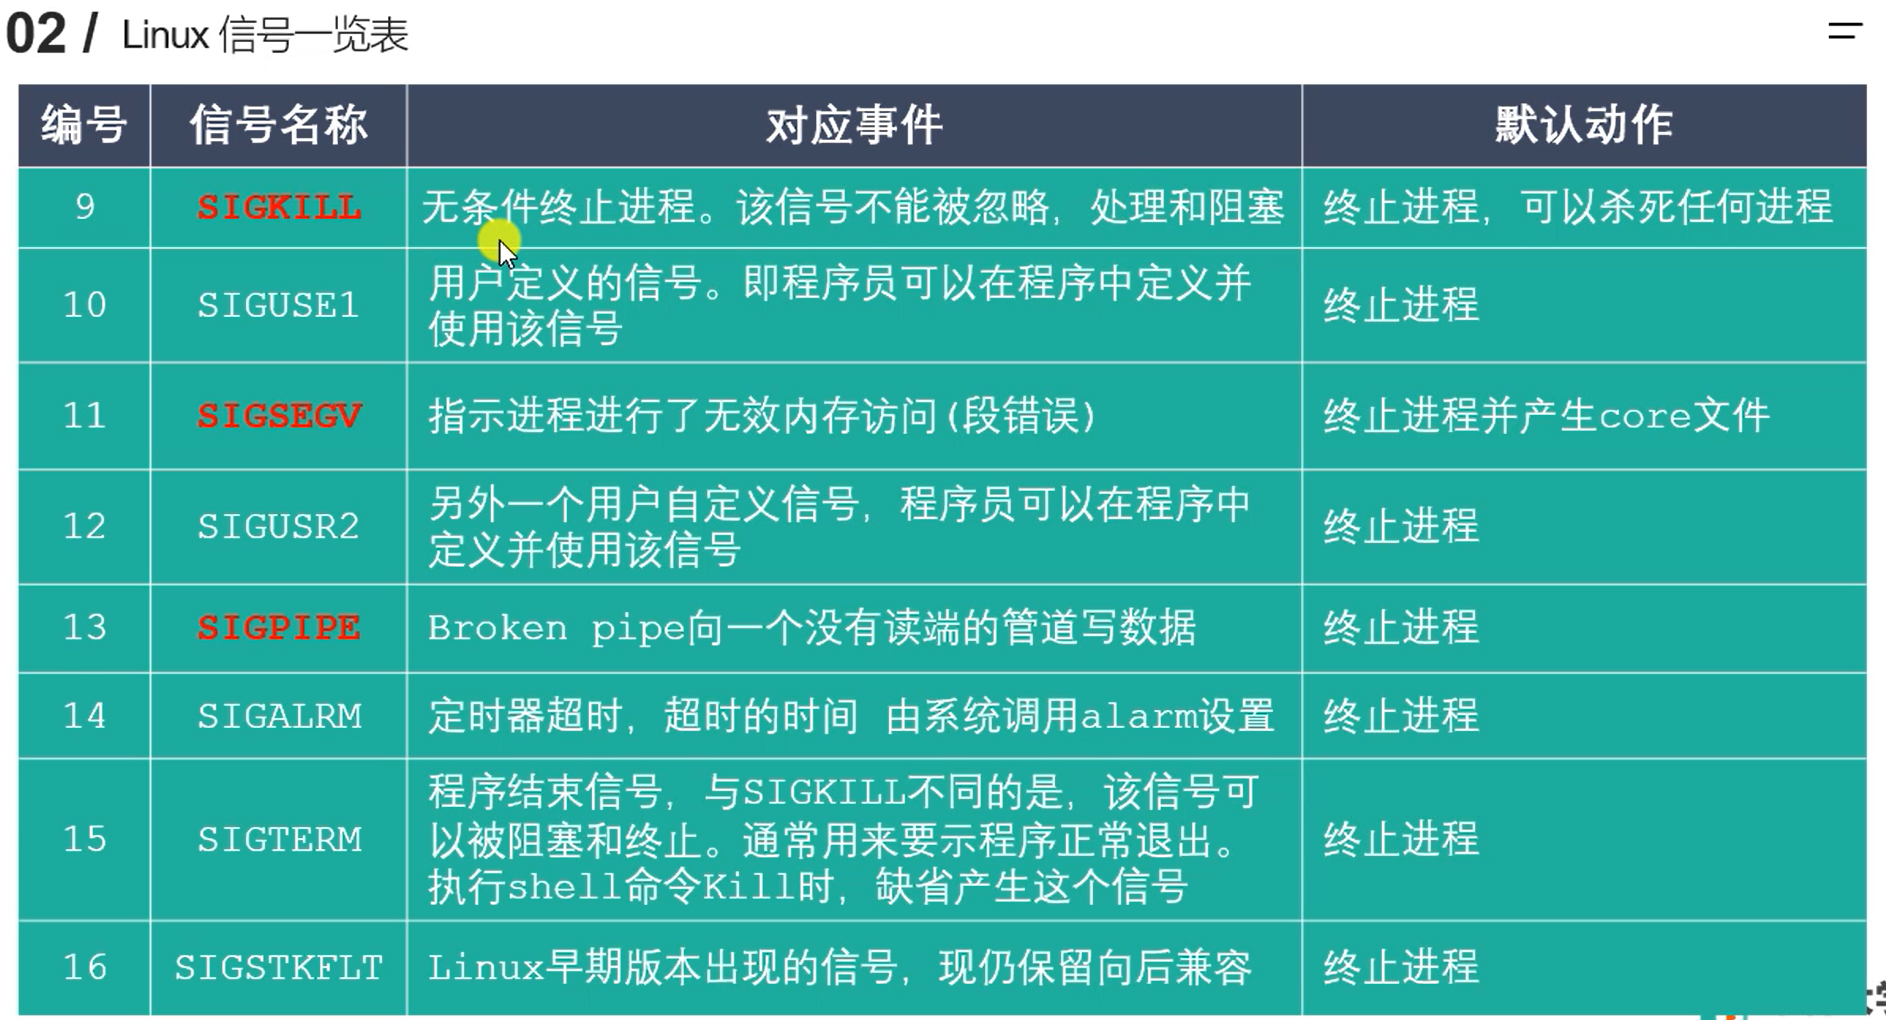 02 / Linux 信号一览表
编号 信号名称 对应事件 默认动作
9 SIGKILL 无条件终止进程。该信号不能被忽略，处理和阻塞 终止进程，可以杀死任何进程
10 SIGUSE1 用户定义的信号。即程序员可以在程序中定义并
使用该信号 终止进程
11 SIGSEGV 指示进程进行了无效内存访问(段错误) 终止进程并产生core文件
12 SIGUSR2 另外一个用户自定义信号，程序员可以在程序中
定义并使用该信号 终止进程
13 SIGPIPE Broken pipe向一个没有读端的管道写数据 终止进程
14 SIGALRM 定时器超时，超时的时间 由系统调用alarm设置 终止进程
15 SIGTERM 程序结束信号，与SIGKILL不同的是，该信号可
以被阻塞和终止。通常用来要示程序正常退出。
执行shell命令Kill时，缺省产生这个信号 终止进程
16 SIGSTKFLT Linux早期版本出现的信号，现仍保留向后兼容 终止进程